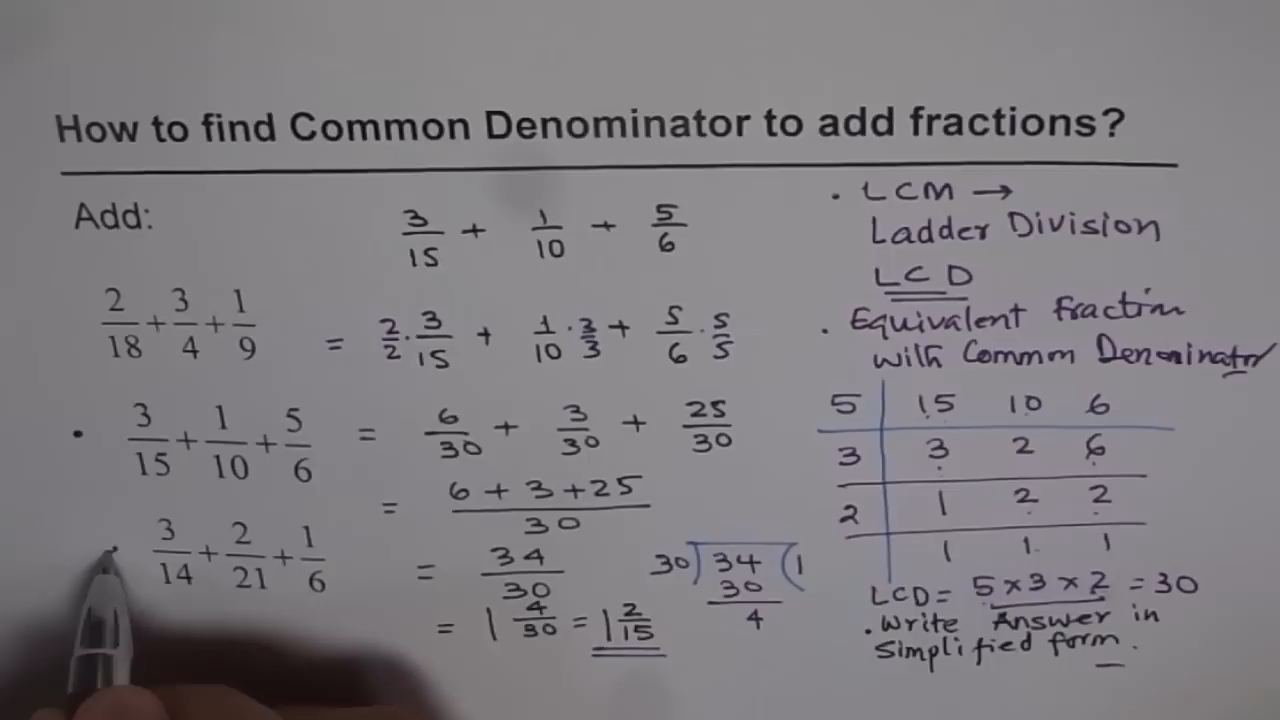 How to find Common Denominator to add fractions?
Add:
3/15 + 1/10 + 5/6
2/18 + 3/4 + 1/9
= 2/2 · 3/15 + 1/10 · 3/3 + 5/6 · 5/5
· 3/15 + 1/10 + 5/6
= 6/30 + 3/30 + 25/30
= 6 + 3 + 25 / 30
3/14 + 2/21 + 1/6
= 34/30
= 1 4/30 = 1 2/15
30) 34 (1
30
4
· LCM →
Ladder Division
LCD
· Equivalent Fraction
with Common Denominator
5 | 15 10 6
3 | 3 2 6
2 | 1 2 2
1 1 1
LCD = 5 × 3 × 2 = 30
· Write Answer in
Simplified form.